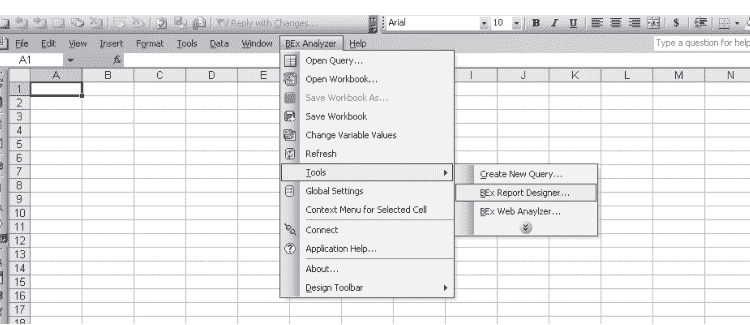 Reply with Changes...
Arial
10
B I U
$
File Edit View Insert Format Tools Data Window BEx Analyzer Help
Type a question for help
A1
fx
A B C D E I J K L M N
1
2
3
4
5
6
7
8
9
10
11
12
13
14
15
16
17
18
Open Query...
Open Workbook...
Save Workbook As...
Save Workbook
Change Variable Values
Refresh
Tools
Global Settings
Context Menu for Selected Cell
Connect
Application Help...
About...
Design Toolbar
Create New Query...
BEx Report Designer...
BEx Web Anaylzer...